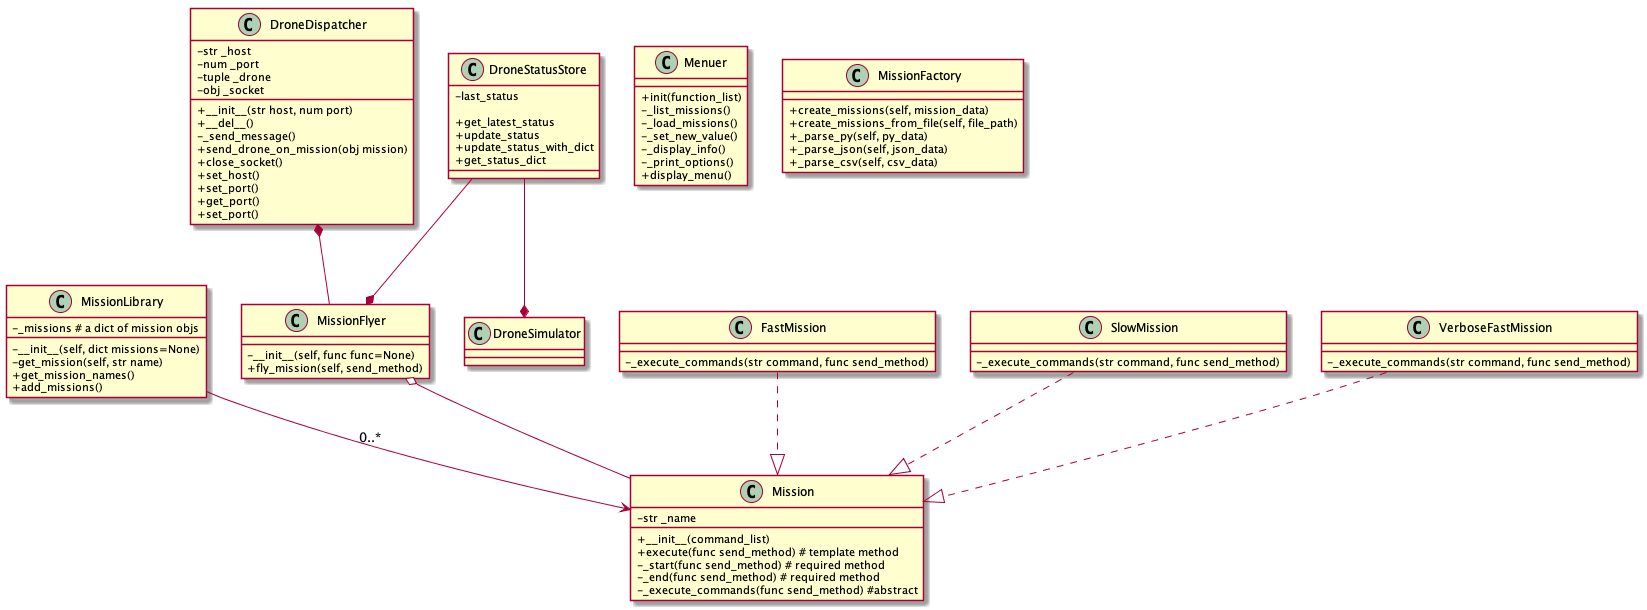 C DroneDispatcher
-str _host
-num _port
-tuple _drone
-obj _socket
+__init__(str host, num port)
+__del__()
-_send_message()
+send_drone_on_mission(obj mission)
+close_socket()
+set_host()
+set_port()
+get_port()
+set_port()
C DroneStatusStore
-last_status
+get_latest_status
+update_status
+update_status_with_dict
+get_status_dict
C Menuer
+init(function_list)
-_list_missions()
-_load_missions()
-_set_new_value()
-_display_info()
-_print_options()
+display_menu()
C MissionFactory
+create_missions(self, mission_data)
+create_missions_from_file(self, file_path)
+_parse_py(self, py_data)
+_parse_json(self, json_data)
+_parse_csv(self, csv_data)
C MissionLibrary
-_missions # a dict of mission objs
-__init__(self, dict missions=None)
-get_mission(self, str name)
+get_mission_names()
+add_missions()
C MissionFlyer
-__init__(self, func func=None)
+fly_mission(self, send_method)
C DroneSimulator
C FastMission
-_execute_commands(str command, func send_method)
C SlowMission
-_execute_commands(str command, func send_method)
C VerboseFastMission
-_execute_commands(str command, func send_method)
0..*
C Mission
-str _name
+__init__(command_list)
+execute(func send_method) # template method
-_start(func send_method) # required method
-_end(func send_method) # required method
-_execute_commands(func send_method) #abstract